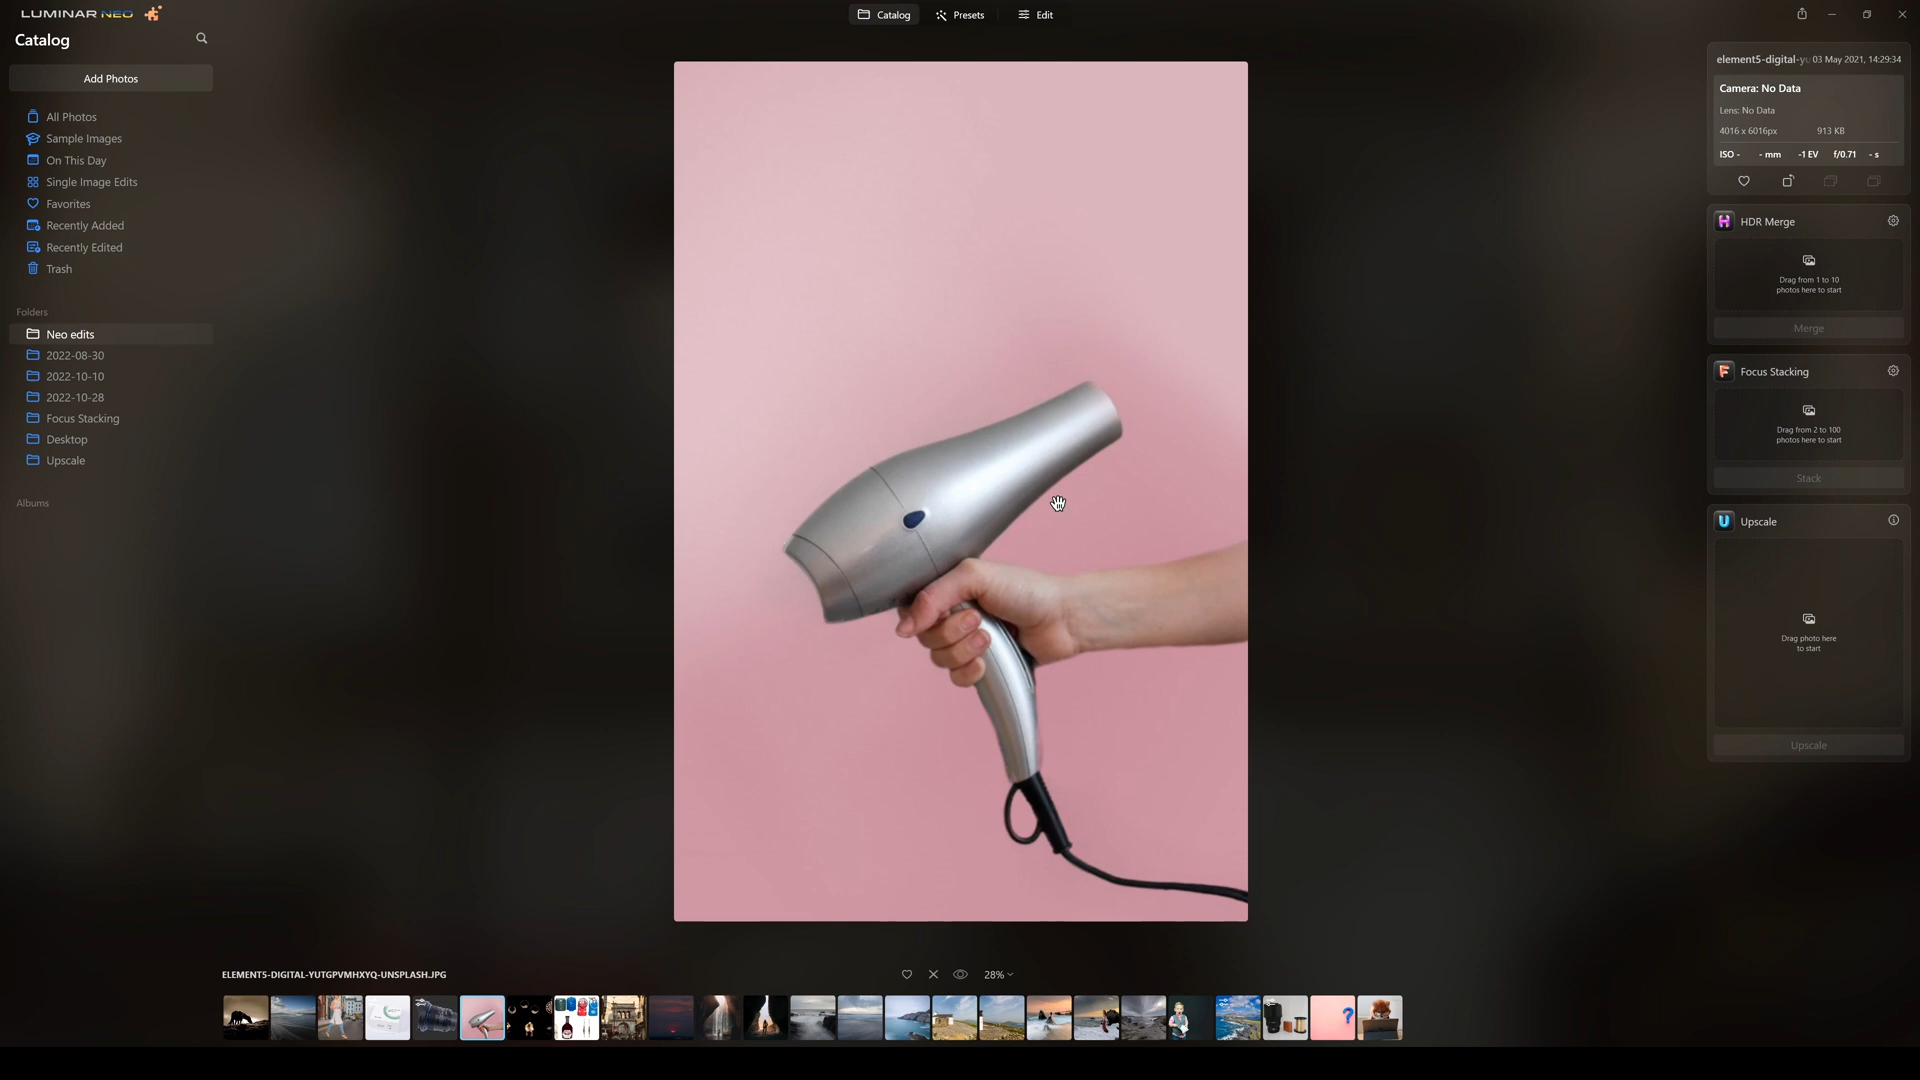 LUMINAR NEO
Catalog
Presets
Edit
Catalog
Add Photos
All Photos
Sample Images
On This Day
Single Image Edits
Favorites
Recently Added
Recently Edited
Trash
Folders
Neo edits
2022-08-30
2022-10-10
2022-10-28
Focus Stacking
Desktop
Upscale
Albums
element5-digital-yu 03 May 2021, 14:29:34
Camera: No Data
Lens: No Data
4016 x 6016px 913 KB
ISO - - mm -1 EV f/0.71 - s
HDR Merge
Drag from 1 to 10
photos here to start
Merge
Focus Stacking
Drag from 2 to 100
photos here to start
Stack
Upscale
Drag photo here
to start
Upscale
ELEMENT5-DIGITAL-YUTGPVMHXYQ-UNSPLASH.JPG
28%